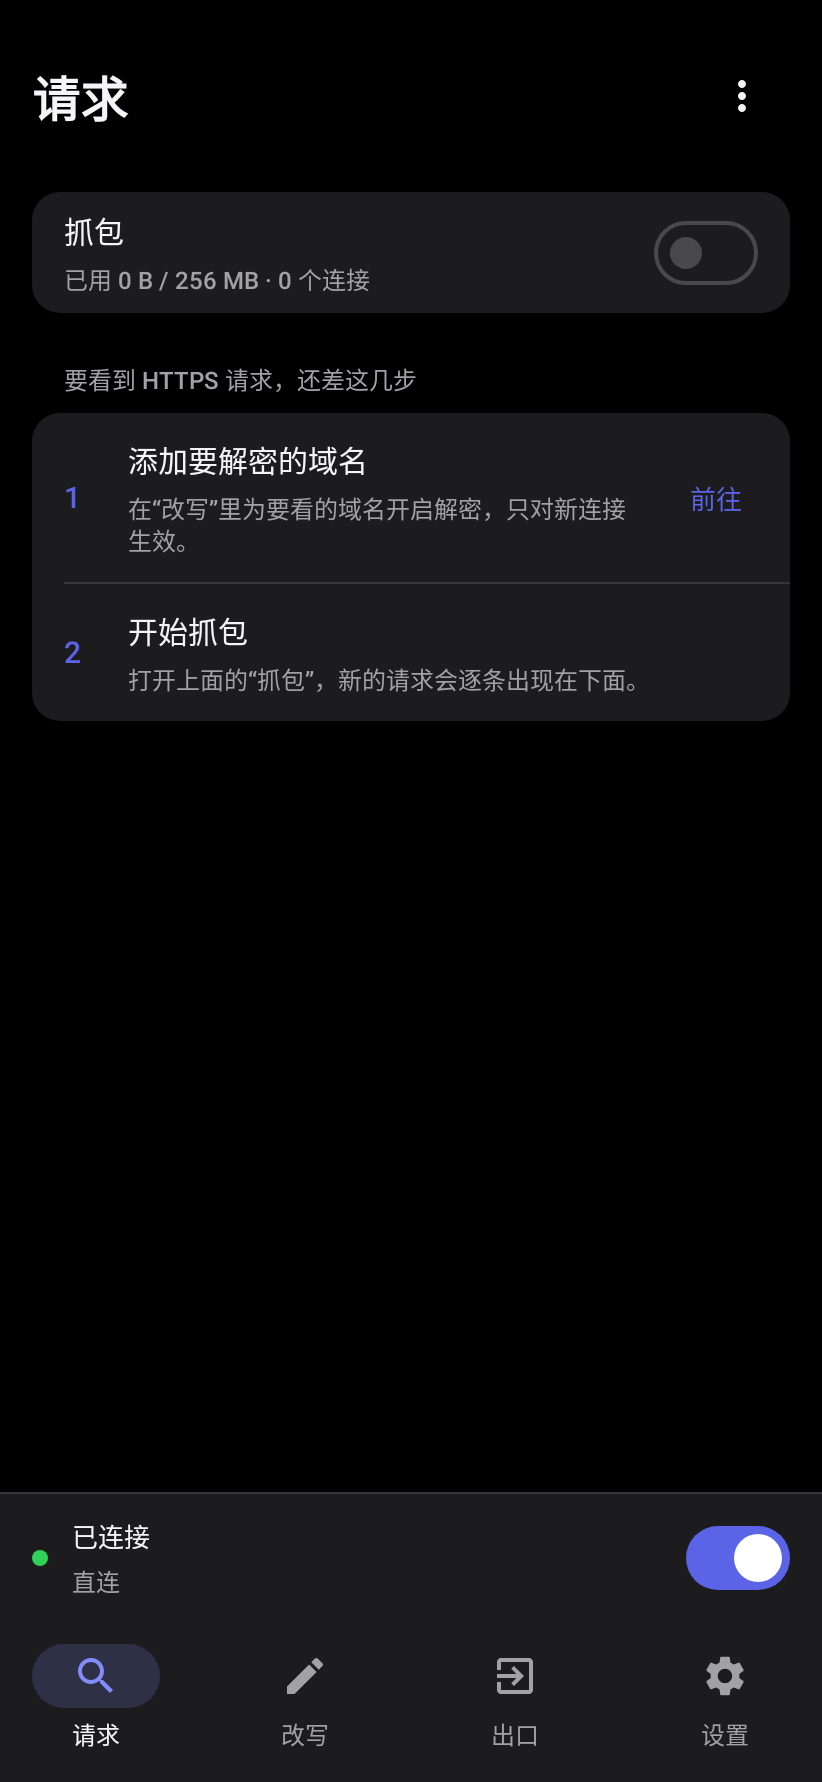 请求
抓包
已用 0 B / 256 MB · 0 个连接
要看到 HTTPS 请求，还差这几步
1
添加要解密的域名
在“改写”里为要看的域名开启解密，只对新连接
生效。
前往
2
开始抓包
打开上面的“抓包”，新的请求会逐条出现在下面。
已连接
直连
请求
改写
出口
设置